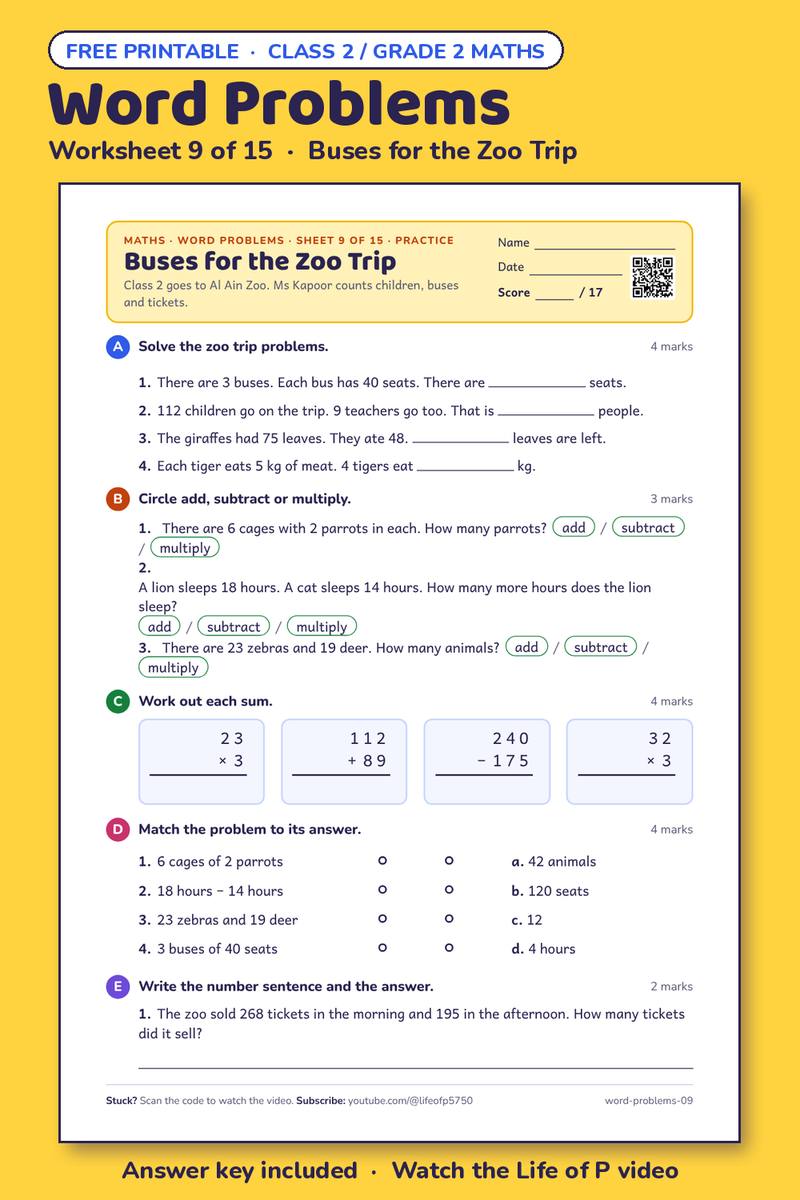 FREE PRINTABLE · CLASS 2 / GRADE 2 MATHS
Word Problems
Worksheet 9 of 15 · Buses for the Zoo Trip
MATHS · WORD PROBLEMS · SHEET 9 OF 15 · PRACTICE
Buses for the Zoo Trip
Class 2 goes to Al Ain Zoo. Ms Kapoor counts children, buses
and tickets.
Name ____________
Date ____________
Score ______ / 17
A Solve the zoo trip problems. 4 marks
1. There are 3 buses. Each bus has 40 seats. There are ____________ seats.
2. 112 children go on the trip. 9 teachers go too. That is ____________ people.
3. The giraffes had 75 leaves. They ate 48. ____________ leaves are left.
4. Each tiger eats 5 kg of meat. 4 tigers eat ____________ kg.
B Circle add, subtract or multiply. 3 marks
1. There are 6 cages with 2 parrots in each. How many parrots? add / subtract
/ multiply
2.
A lion sleeps 18 hours. A cat sleeps 14 hours. How many more hours does the lion
sleep?
add / subtract / multiply
3. There are 23 zebras and 19 deer. How many animals? add / subtract /
multiply
C Work out each sum. 4 marks
23 112 240 32
× 3 + 89 − 175 × 3
D Match the problem to its answer. 4 marks
1. 6 cages of 2 parrots a. 42 animals
2. 18 hours − 14 hours b. 120 seats
3. 23 zebras and 19 deer c. 12
4. 3 buses of 40 seats d. 4 hours
E Write the number sentence and the answer. 2 marks
1. The zoo sold 268 tickets in the morning and 195 in the afternoon. How many tickets
did it sell?
Stuck? Scan the code to watch the video. Subscribe: youtube.com/@lifeofp5750 word-problems-09
Answer key included · Watch the Life of P video